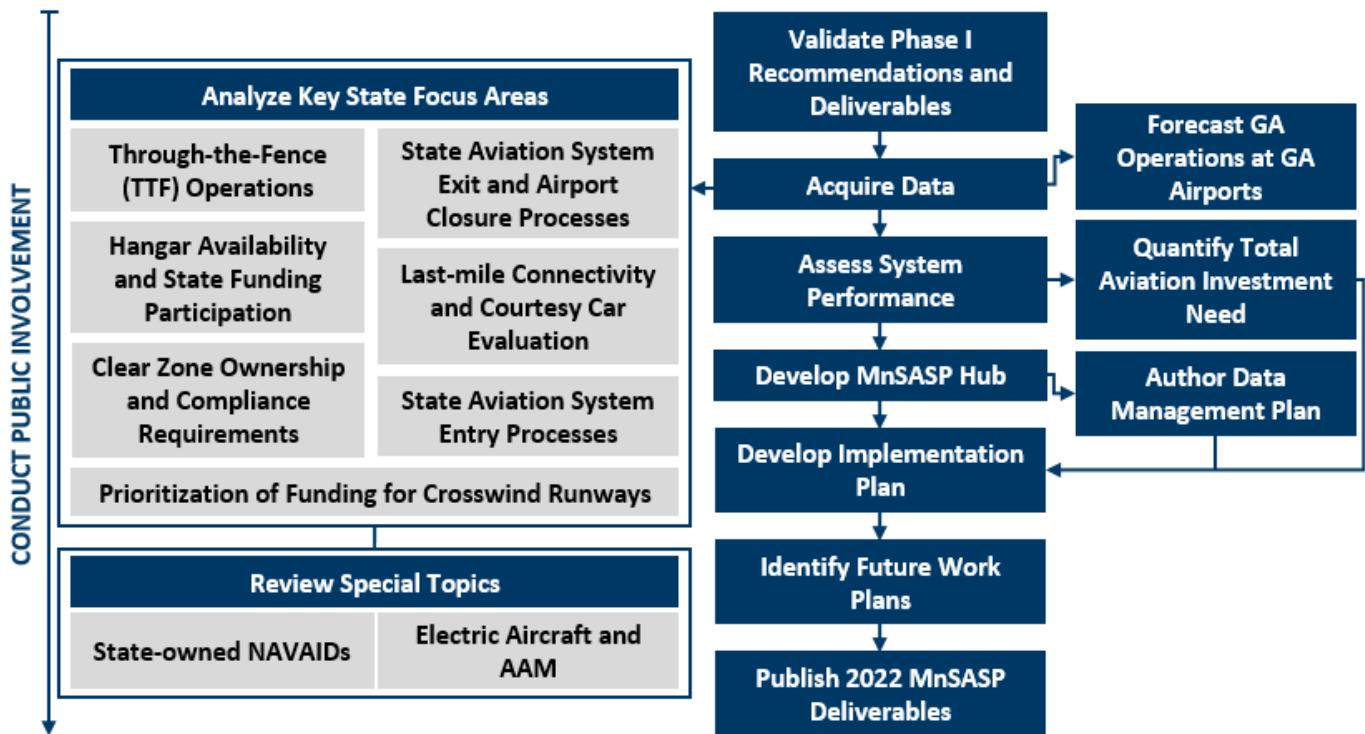 CONDUCT PUBLIC INVOLVEMENT
Analyze Key State Focus Areas
Through-the-Fence
(TTF) Operations
State Aviation System
Exit and Airport
Closure Processes
Hangar Availability
and State Funding
Participation
Last-mile Connectivity
and Courtesy Car
Evaluation
Clear Zone Ownership
and Compliance
Requirements
State Aviation System
Entry Processes
Prioritization of Funding for Crosswind Runways
Review Special Topics
State-owned NAVAIDs
Electric Aircraft and
AAM
Validate Phase I
Recommendations and
Deliverables
Acquire Data
Forecast GA
Operations at GA
Airports
Assess System
Performance
Quantify Total
Aviation Investment
Need
Develop MnSASP Hub
Author Data
Management Plan
Develop Implementation
Plan
Identify Future Work
Plans
Publish 2022 MnSASP
Deliverables